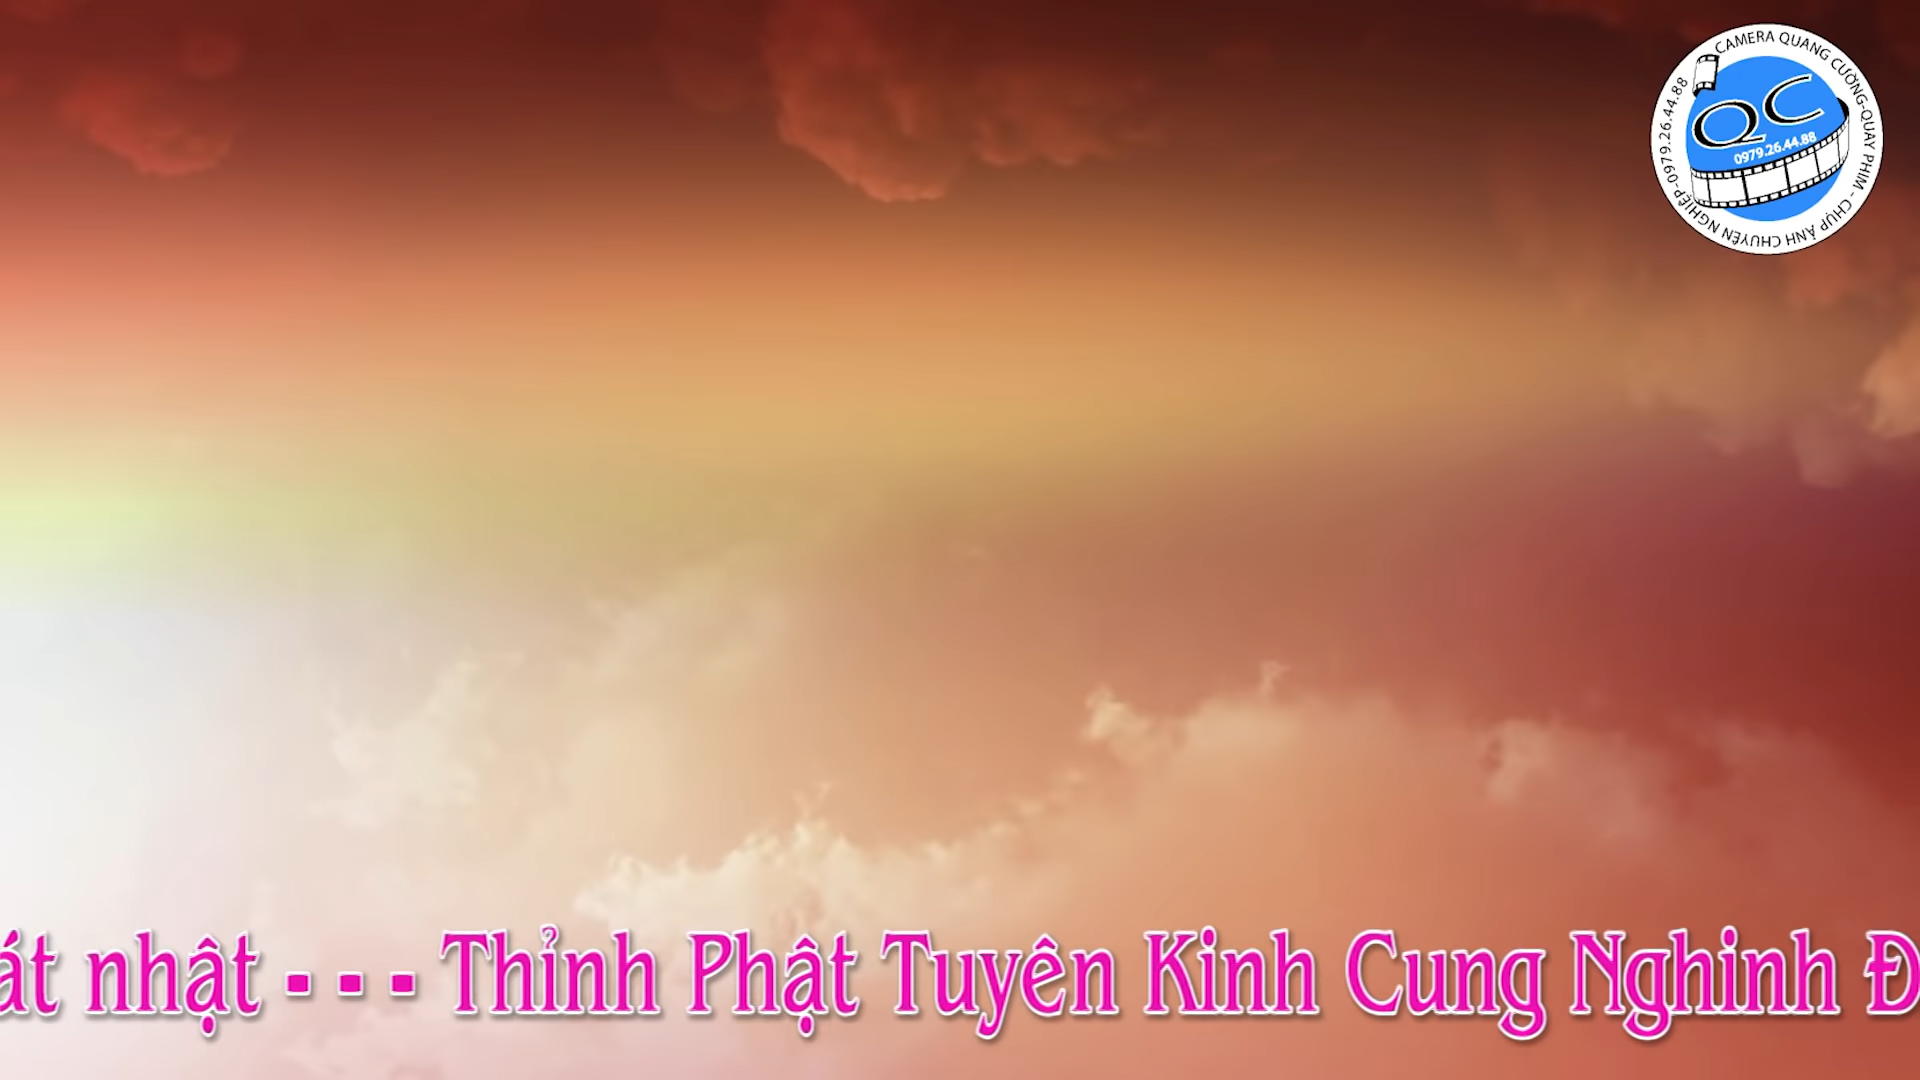 CAMERA QUANG CƯỜNG-QUAY PHIM - CHỤP ẢNH CHUYÊN NGHIỆP-0979.26.44.88
QC
0979.26.44.88
át nhật - - - Thỉnh Phật Tuyên Kinh Cung Nghinh Đ